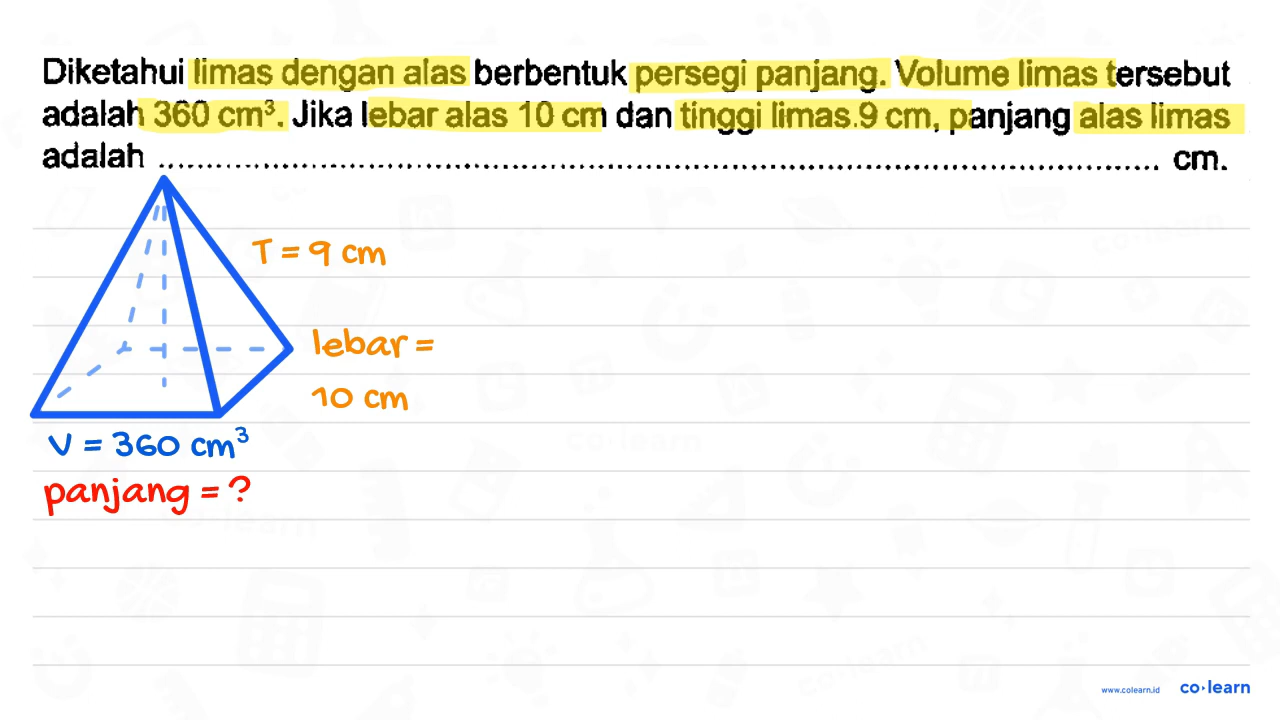 Diketahui limas dengan alas berbentuk persegi panjang. Volume limas tersebut
adalah 360 cm³. Jika lebar alas 10 cm dan tinggi limas.9 cm, panjang alas limas
adalah .................................................................................................. cm.
T = 9 cm
lebar =
10 cm
V = 360 cm³
panjang = ?
www.colearn.id co·learn